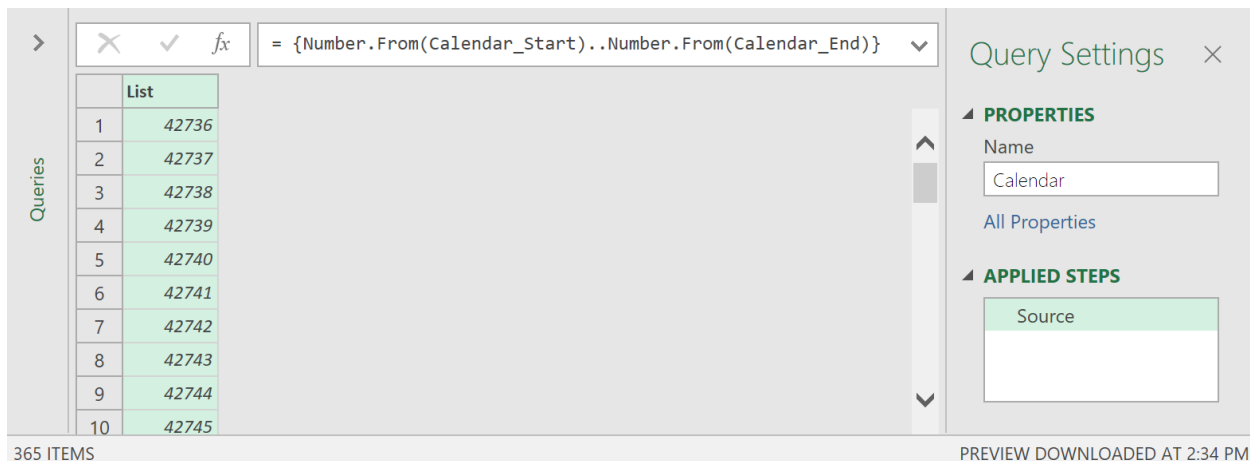 fx
= {Number.From(Calendar_Start)..Number.From(Calendar_End)}
Queries
List
1 42736
2 42737
3 42738
4 42739
5 42740
6 42741
7 42742
8 42743
9 42744
10 42745
Query Settings
PROPERTIES
Name
Calendar
All Properties
APPLIED STEPS
Source
365 ITEMS
PREVIEW DOWNLOADED AT 2:34 PM